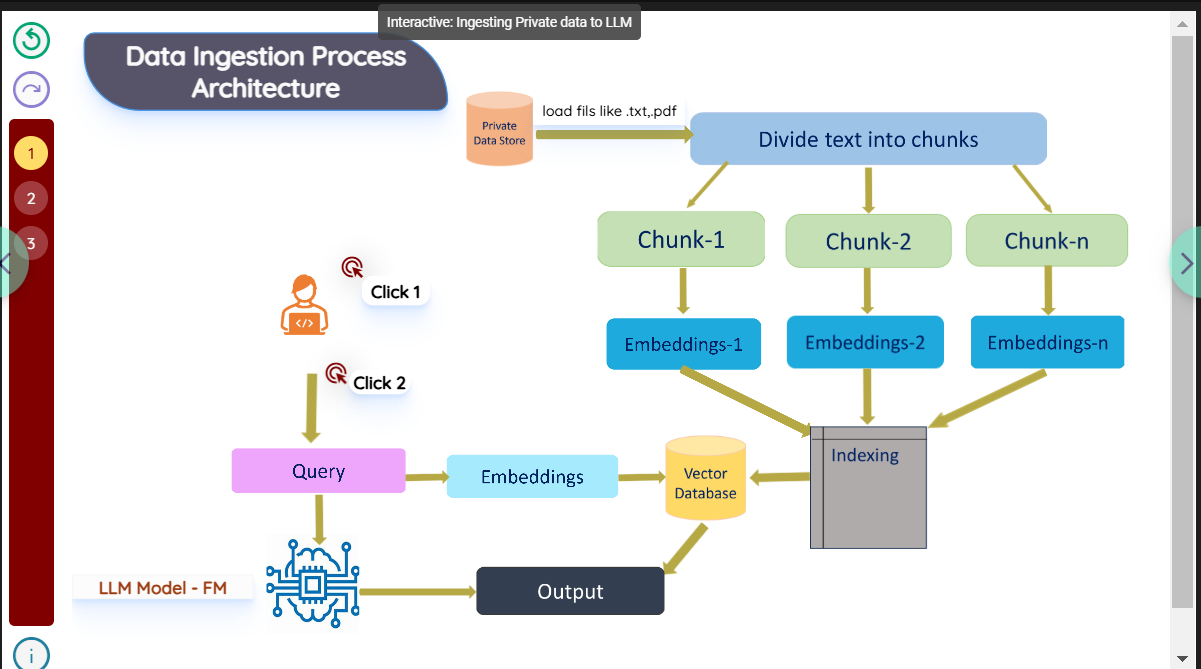 Interactive: Ingesting Private data to LLM
Data Ingestion Process
Architecture
load fils like .txt,.pdf
Private
Data Store
Divide text into chunks
1
2
3
Chunk-1
Chunk-2
Chunk-n
Click 1
</>
Embeddings-1
Embeddings-2
Embeddings-n
Click 2
Indexing
Query
Embeddings
Vector
Database
LLM Model - FM
Output
i